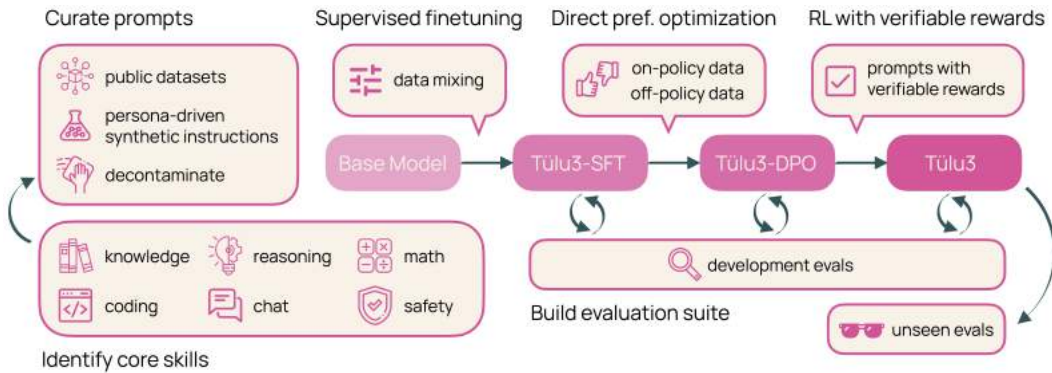 Curate prompts
public datasets
persona-driven
synthetic instructions
decontaminate
knowledge
reasoning
math
coding
chat
safety
Identify core skills
Supervised finetuning
data mixing
Direct pref. optimization
on-policy data
off-policy data
RL with verifiable rewards
prompts with
verifiable rewards
Base Model
Tülu3-SFT
Tülu3-DPO
Tülu3
development evals
Build evaluation suite
unseen evals